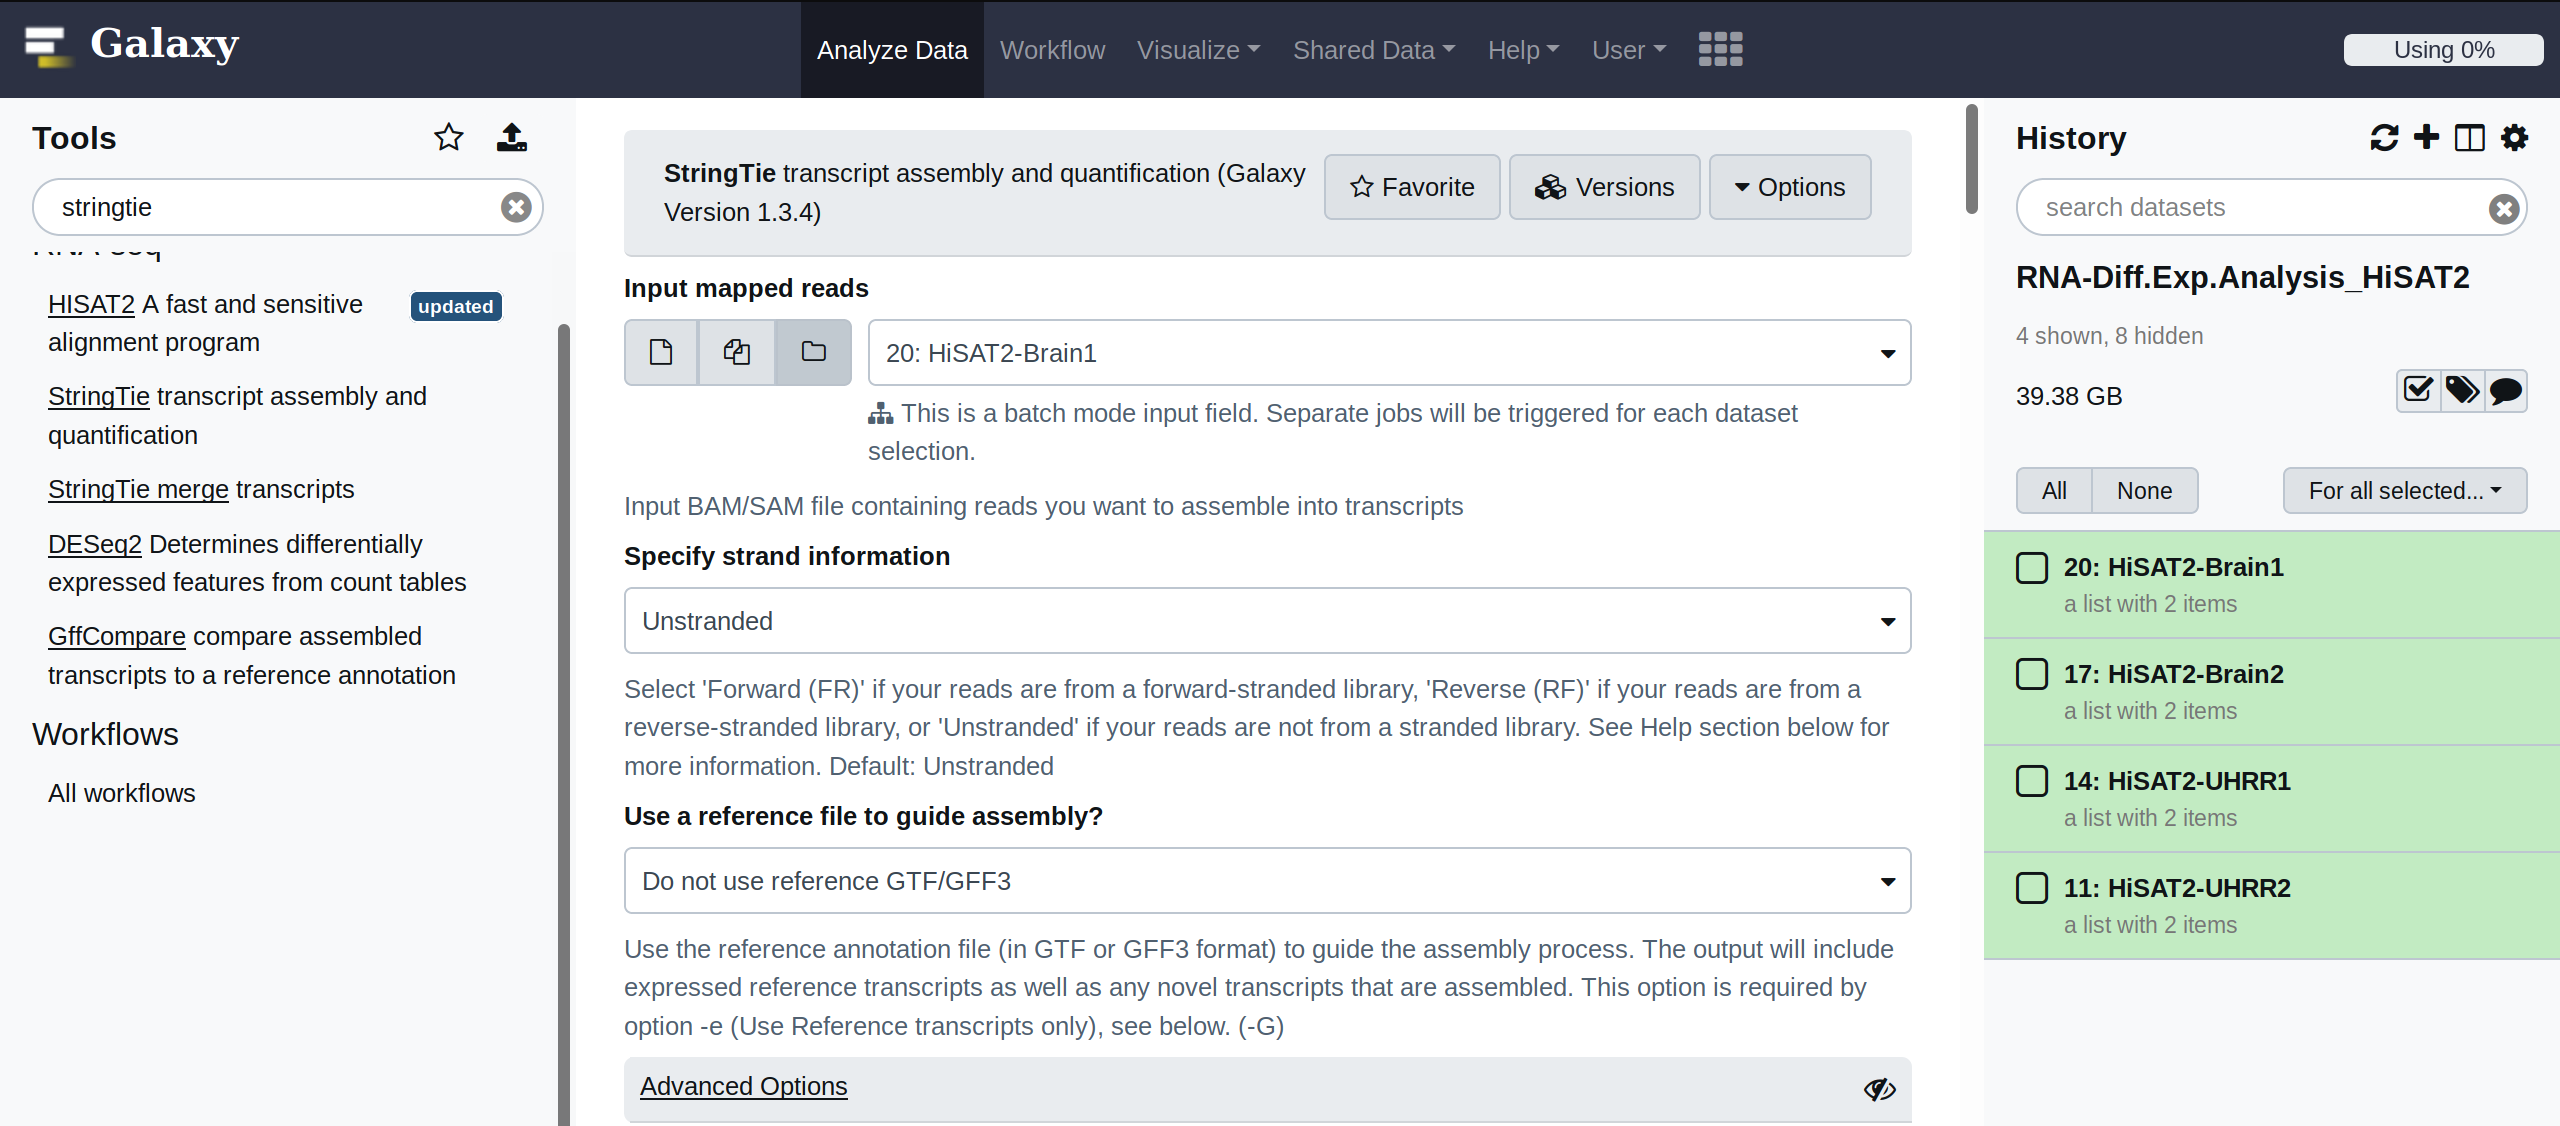 Galaxy
Analyze Data
Workflow
Visualize
Shared Data
Help
User
Using 0%
Tools
stringtie
RNA-seq
HISAT2 A fast and sensitive
alignment program
updated
StringTie transcript assembly and
quantification
StringTie merge transcripts
DESeq2 Determines differentially
expressed features from count tables
GffCompare compare assembled
transcripts to a reference annotation
Workflows
All workflows
StringTie transcript assembly and quantification (Galaxy
Version 1.3.4)
Favorite
Versions
Options
Input mapped reads
20: HiSAT2-Brain1
This is a batch mode input field. Separate jobs will be triggered for each dataset
selection.
Input BAM/SAM file containing reads you want to assemble into transcripts
Specify strand information
Unstranded
Select 'Forward (FR)' if your reads are from a forward-stranded library, 'Reverse (RF)' if your reads are from a
reverse-stranded library, or 'Unstranded' if your reads are not from a stranded library. See Help section below for
more information. Default: Unstranded
Use a reference file to guide assembly?
Do not use reference GTF/GFF3
Use the reference annotation file (in GTF or GFF3 format) to guide the assembly process. The output will include
expressed reference transcripts as well as any novel transcripts that are assembled. This option is required by
option -e (Use Reference transcripts only), see below. (-G)
Advanced Options
History
search datasets
RNA-Diff.Exp.Analysis_HiSAT2
4 shown, 8 hidden
39.38 GB
All
None
For all selected...
20: HiSAT2-Brain1
a list with 2 items
17: HiSAT2-Brain2
a list with 2 items
14: HiSAT2-UHRR1
a list with 2 items
11: HiSAT2-UHRR2
a list with 2 items